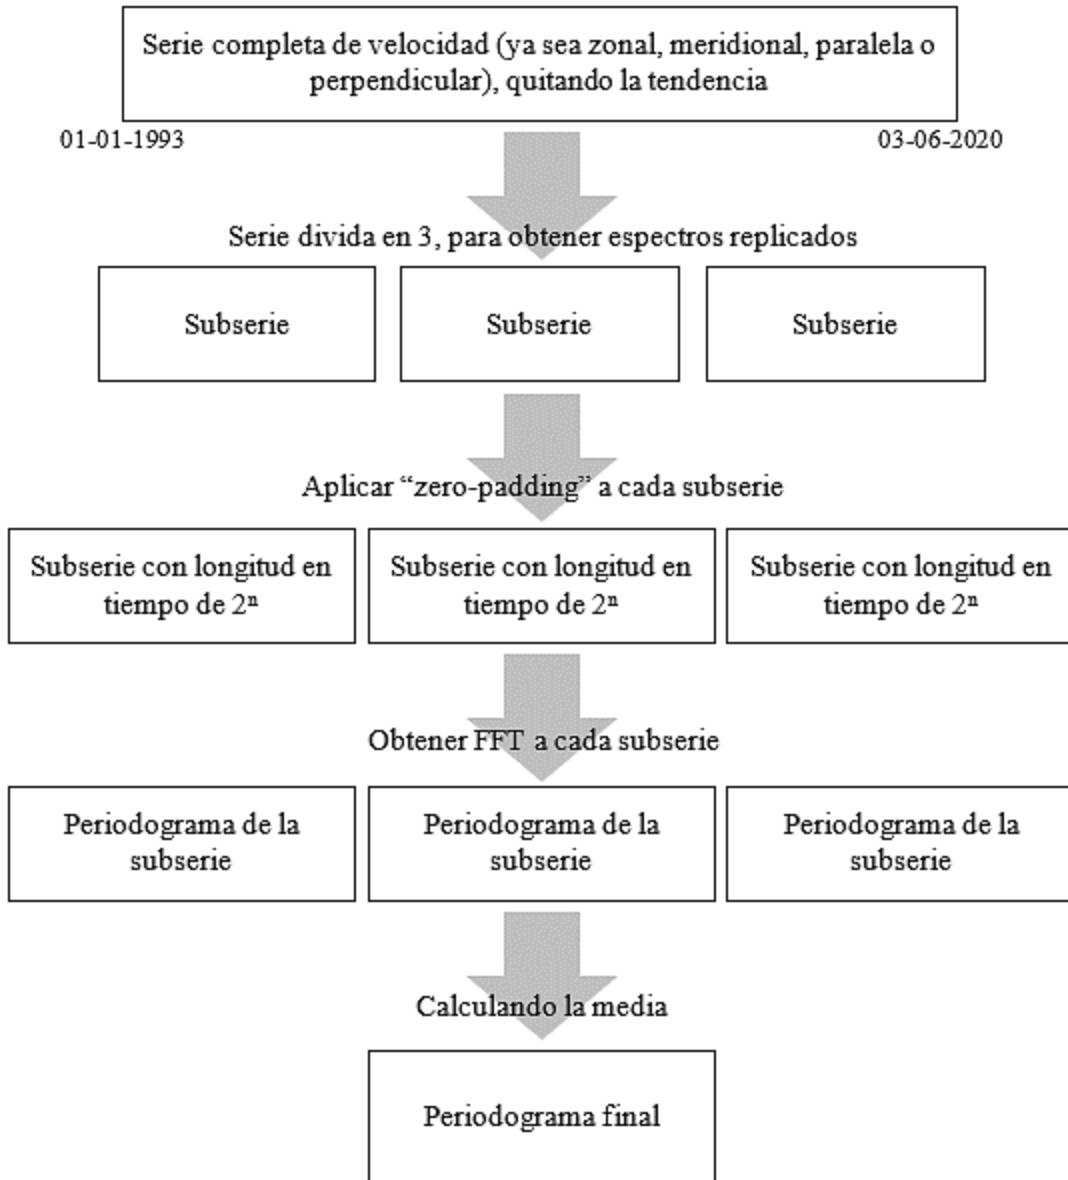 Serie completa de velocidad (ya sea zonal, meridional, paralela o
perpendicular), quitando la tendencia
01-01-1993
03-06-2020
Serie divida en 3, para obtener espectros replicados
Subserie
Subserie
Subserie
Aplicar “zero-padding” a cada subserie
Subserie con longitud en
tiempo de 2ⁿ
Subserie con longitud en
tiempo de 2ⁿ
Subserie con longitud en
tiempo de 2ⁿ
Obtener FFT a cada subserie
Periodograma de la
subserie
Periodograma de la
subserie
Periodograma de la
subserie
Calculando la media
Periodograma final